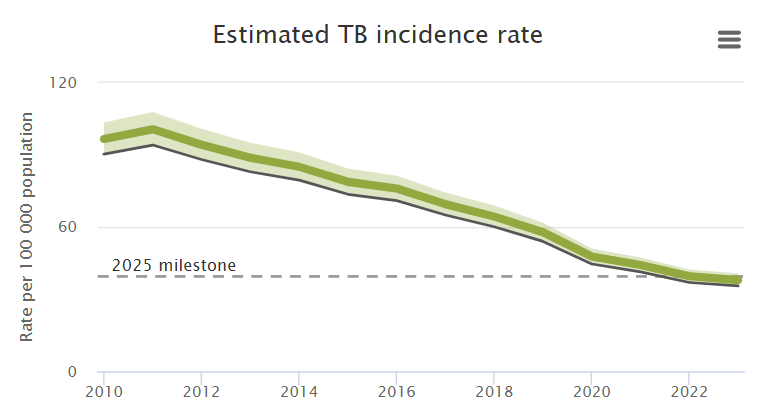 Estimated TB incidence rate
120
60
0
Rate per 100 000 population
2025 milestone
2010 2012 2014 2016 2018 2020 2022